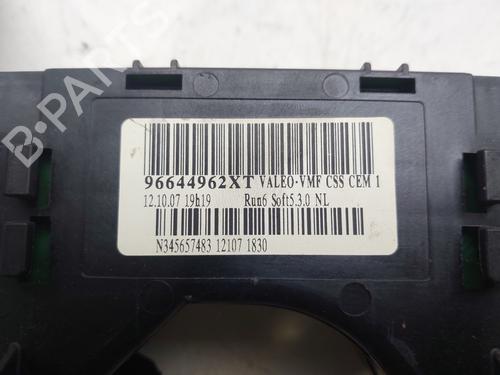 B-PARTS
96644962XT VALEO-VMF CSS CEM 1
12.10.07 19h19 Run6 Soft5.3.0 NL
N345657483 12107 1830